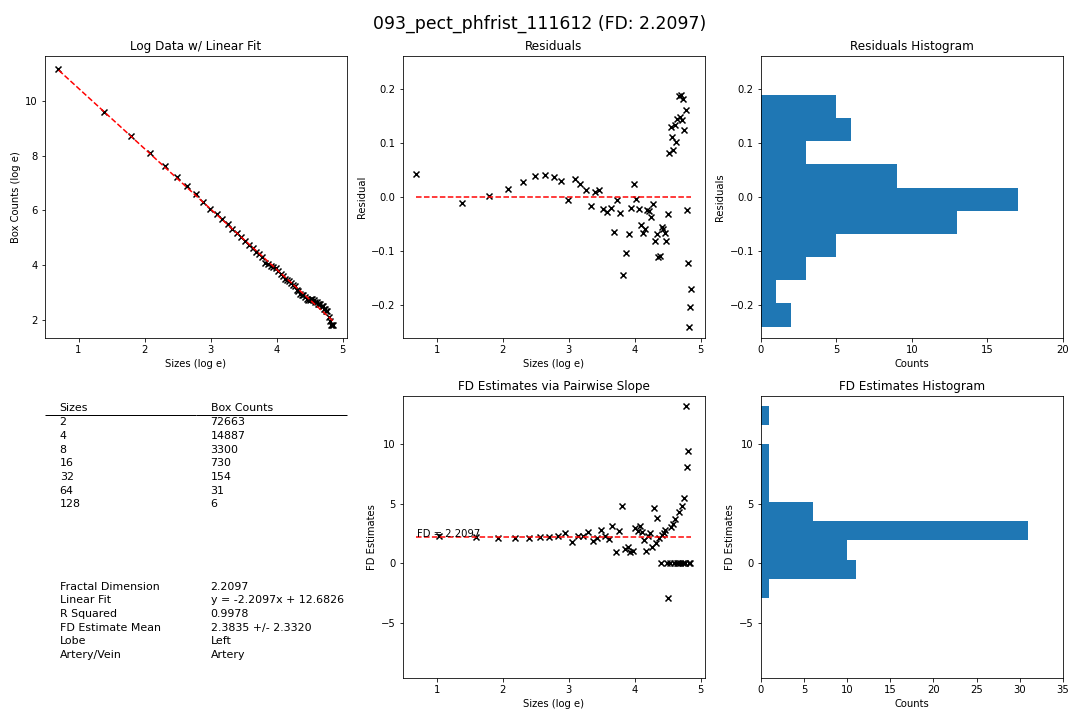 093_pect_phfrist_111612 (FD: 2.2097)
Log Data w/ Linear Fit
Box Counts (log e)
10
8
6
4
2
1 2 3 4 5
Sizes (log e)
Residuals
Residual
0.2
0.1
0.0
−0.1
−0.2
1 2 3 4 5
Sizes (log e)
Residuals Histogram
Residuals
0.2
0.1
0.0
−0.1
−0.2
0 5 10 15 20
Counts
Sizes Box Counts
2 72663
4 14887
8 3300
16 730
32 154
64 31
128 6
Fractal Dimension 2.2097
Linear Fit y = -2.2097x + 12.6826
R Squared 0.9978
FD Estimate Mean 2.3835 +/- 2.3320
Lobe Left
Artery/Vein Artery
FD Estimates via Pairwise Slope
FD Estimates
10
5
0
−5
FD = 2.2097
1 2 3 4 5
Sizes (log e)
FD Estimates Histogram
FD Estimates
10
5
0
−5
0 5 10 15 20 25 30 35
Counts